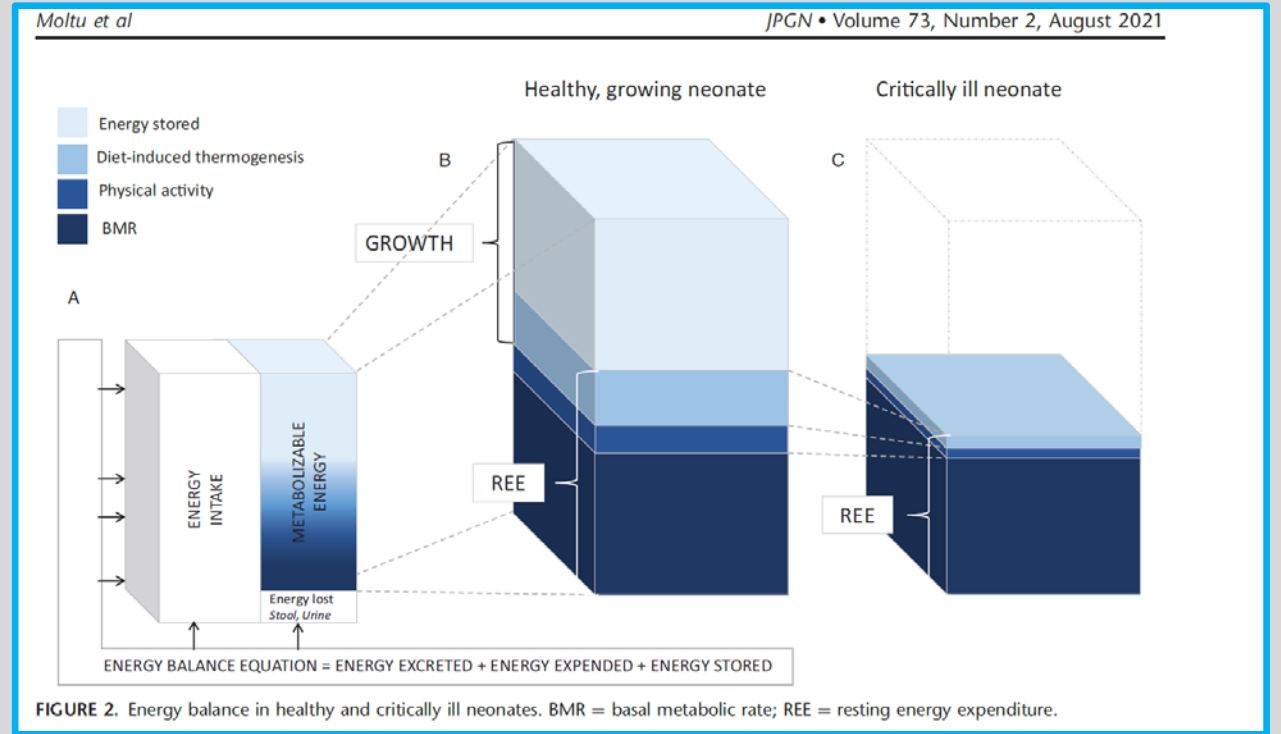 Moltu et al
JPGN • Volume 73, Number 2, August 2021
Healthy, growing neonate
Critically ill neonate
Energy stored
Diet-induced thermogenesis
Physical activity
BMR
B
C
GROWTH
A
ENERGY
INTAKE
METABOLIZABLE
ENERGY
REE
REE
Energy lost
Stool, Urine
ENERGY BALANCE EQUATION = ENERGY EXCRETED + ENERGY EXPENDED + ENERGY STORED
FIGURE 2. Energy balance in healthy and critically ill neonates. BMR = basal metabolic rate; REE = resting energy expenditure.